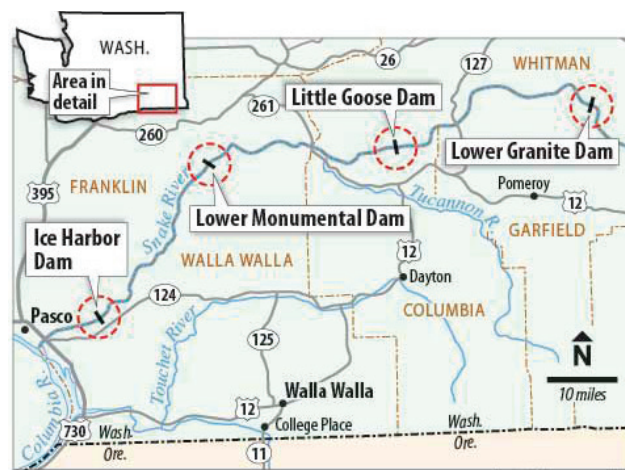 WASH.
Area in
detail
26
127
WHITMAN
Little Goose Dam
261
260
Lower Granite Dam
395
FRANKLIN
Snake River
Lower Monumental Dam
Tucannon R.
Pomeroy
12
GARFIELD
Ice Harbor
Dam
WALLA WALLA
12
Dayton
124
Pasco
COLUMBIA
N
10 miles
Columbia R.
Touchet River
125
Walla Walla
12
College Place
730
Wash.
Ore.
11
Wash.
Ore.